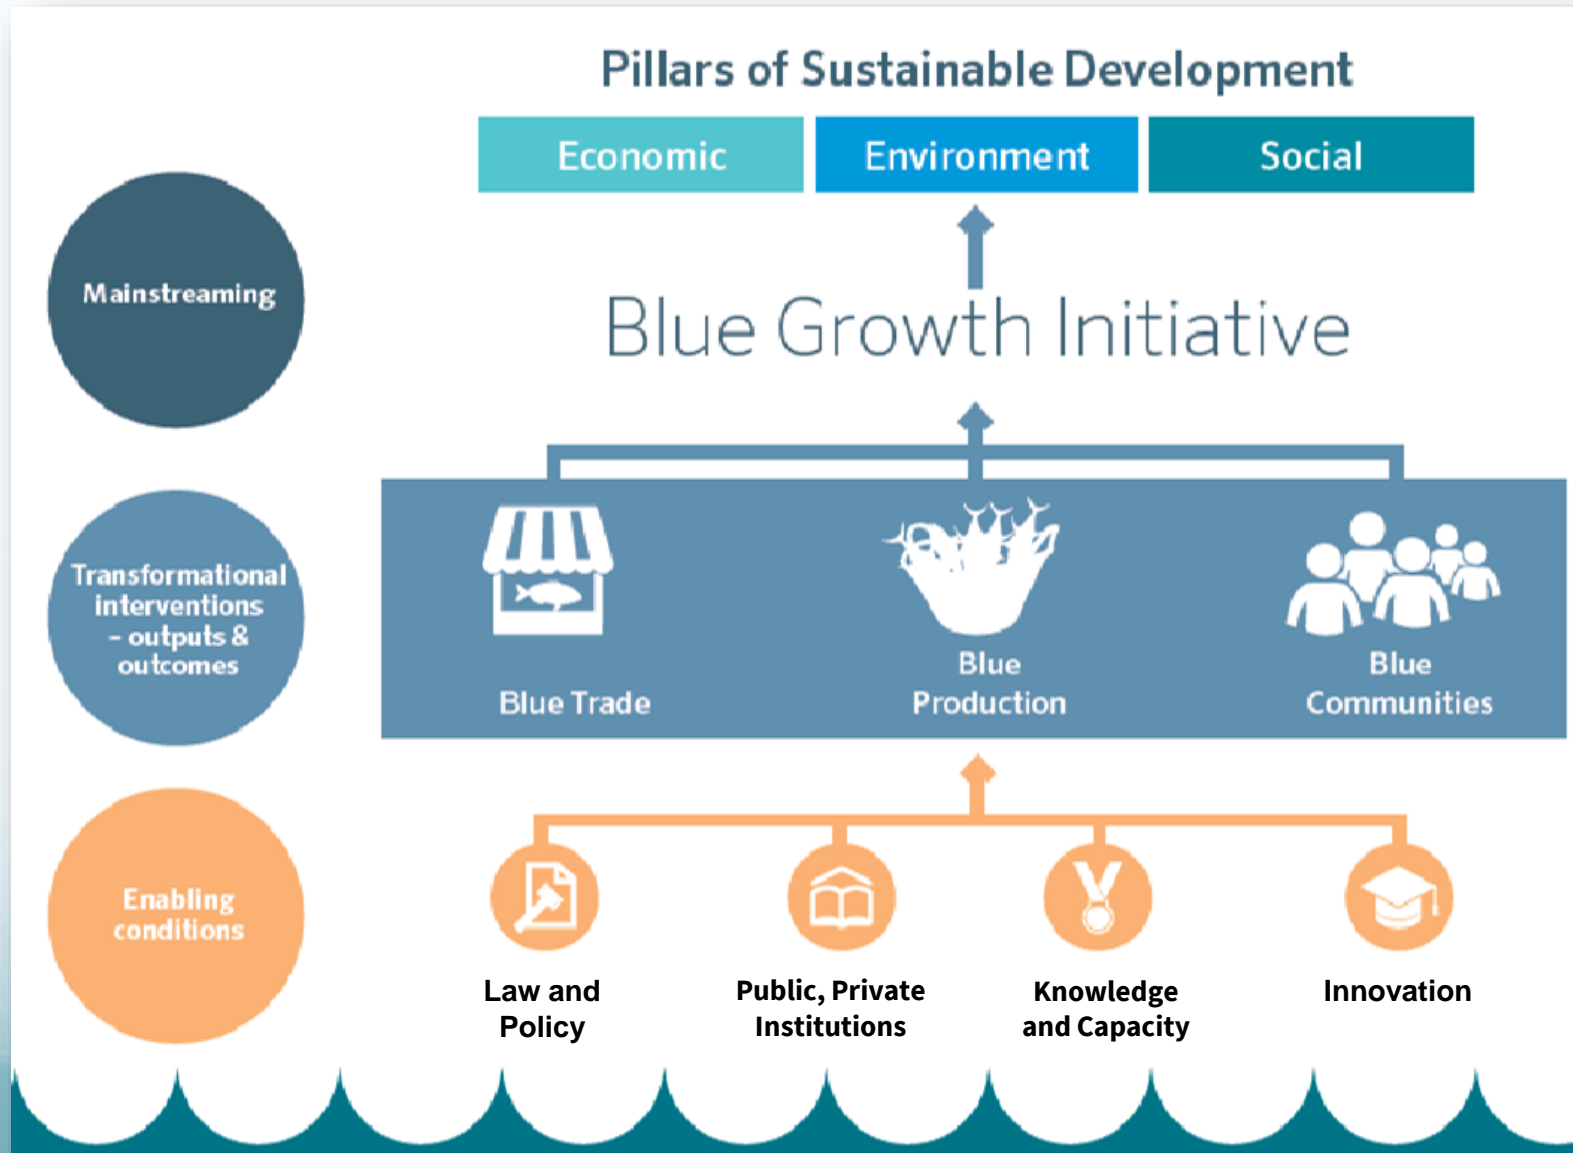 Pillars of Sustainable Development
Economic
Environment
Social
Mainstreaming
Blue Growth Initiative
Transformational
interventions
– outputs &
outcomes
Blue Trade
Blue
Production
Blue
Communities
Enabling
conditions
Law and
Policy
Public, Private
Institutions
Knowledge
and Capacity
Innovation